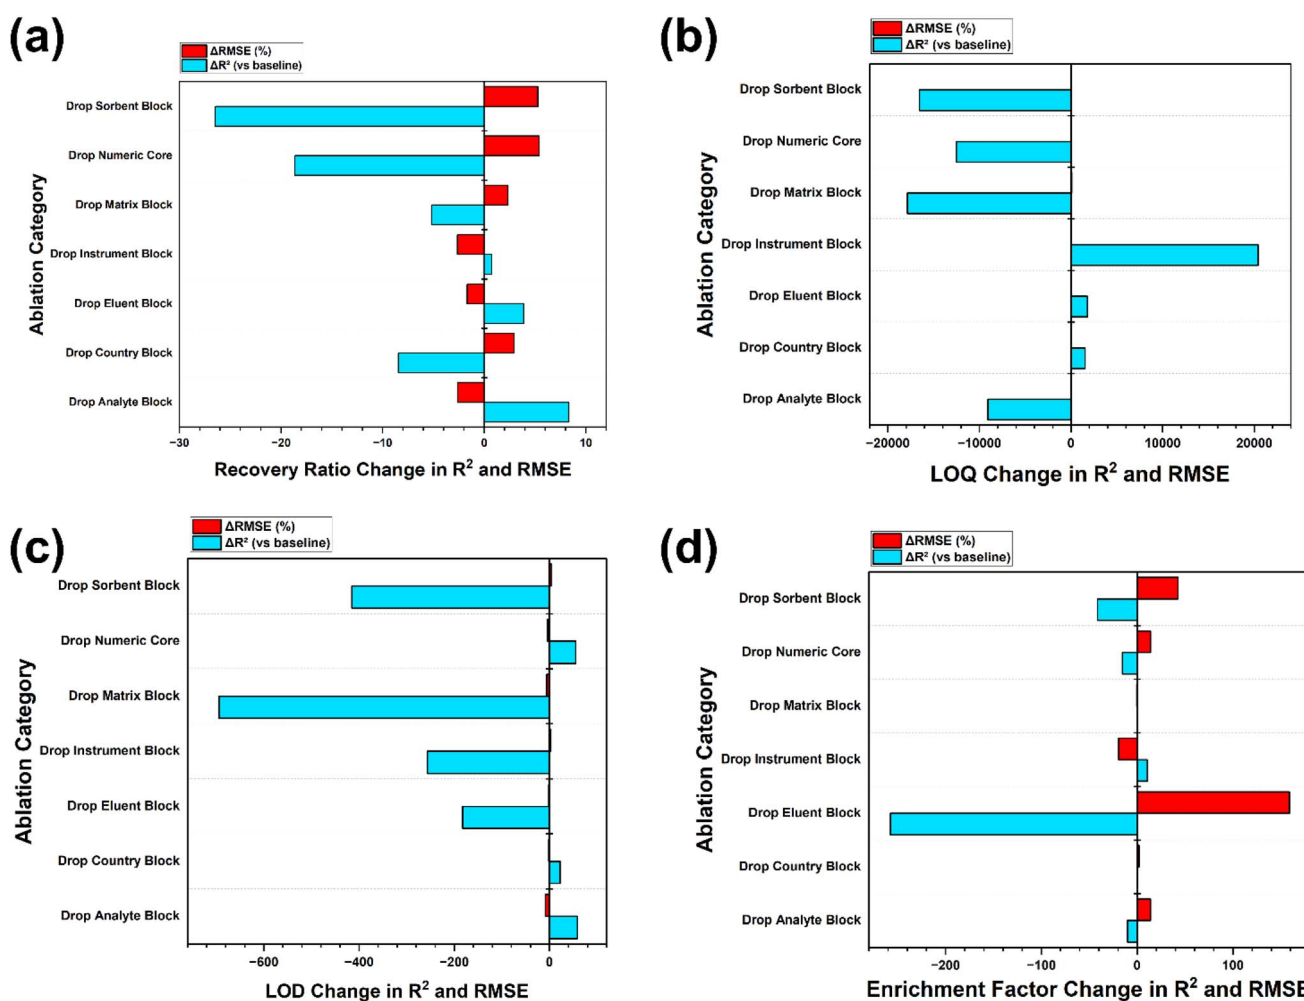 (a)
ΔRMSE (%)
ΔR² (vs baseline)
Ablation Category
Drop Sorbent Block
Drop Numeric Core
Drop Matrix Block
Drop Instrument Block
Drop Eluent Block
Drop Country Block
Drop Analyte Block
−30 −20 −10 0 10
Recovery Ratio Change in R² and RMSE
(b)
ΔRMSE (%)
ΔR² (vs baseline)
Ablation Category
Drop Sorbent Block
Drop Numeric Core
Drop Matrix Block
Drop Instrument Block
Drop Eluent Block
Drop Country Block
Drop Analyte Block
−20000 −10000 0 10000 20000
LOQ Change in R² and RMSE
(c)
ΔRMSE (%)
ΔR² (vs baseline)
Ablation Category
Drop Sorbent Block
Drop Numeric Core
Drop Matrix Block
Drop Instrument Block
Drop Eluent Block
Drop Country Block
Drop Analyte Block
−600 −400 −200 0
LOD Change in R² and RMSE
(d)
ΔRMSE (%)
ΔR² (vs baseline)
Ablation Category
Drop Sorbent Block
Drop Numeric Core
Drop Matrix Block
Drop Instrument Block
Drop Eluent Block
Drop Country Block
Drop Analyte Block
−200 −100 0 100
Enrichment Factor Change in R² and RMSE